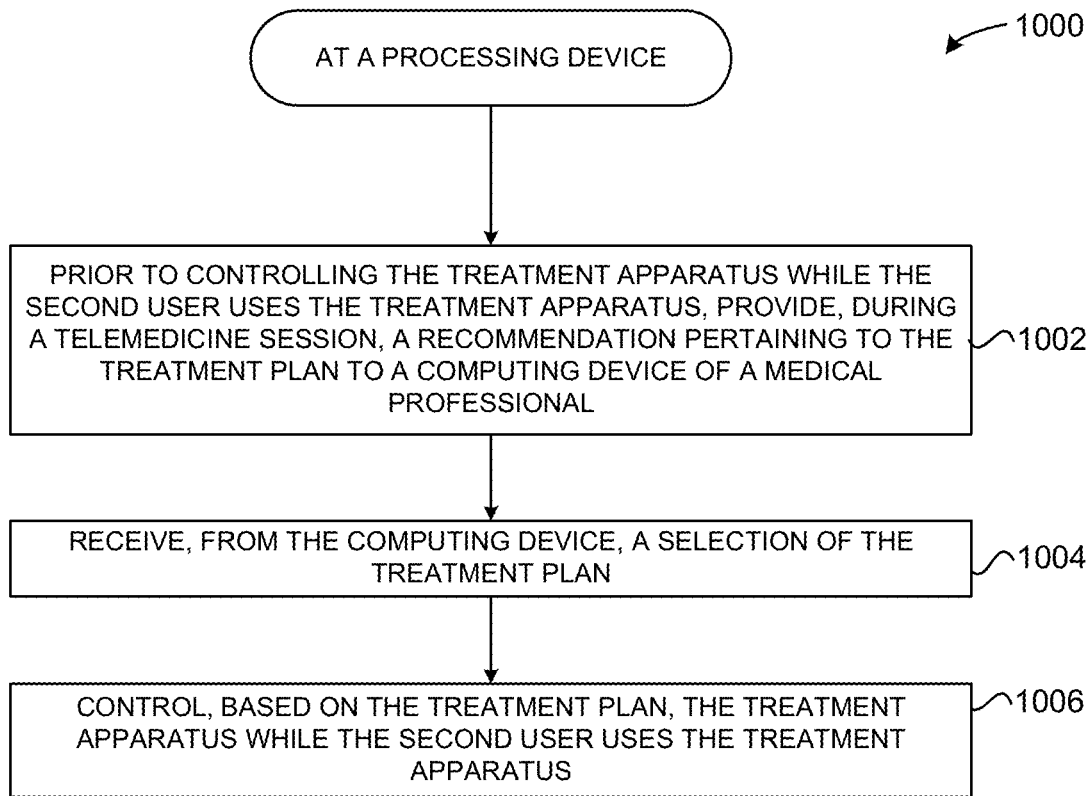 1000
AT A PROCESSING DEVICE
PRIOR TO CONTROLLING THE TREATMENT APPARATUS WHILE THE
SECOND USER USES THE TREATMENT APPARATUS, PROVIDE, DURING
A TELEMEDICINE SESSION, A RECOMMENDATION PERTAINING TO THE
TREATMENT PLAN TO A COMPUTING DEVICE OF A MEDICAL
PROFESSIONAL
1002
RECEIVE, FROM THE COMPUTING DEVICE, A SELECTION OF THE
TREATMENT PLAN
1004
CONTROL, BASED ON THE TREATMENT PLAN, THE TREATMENT
APPARATUS WHILE THE SECOND USER USES THE TREATMENT
APPARATUS
1006